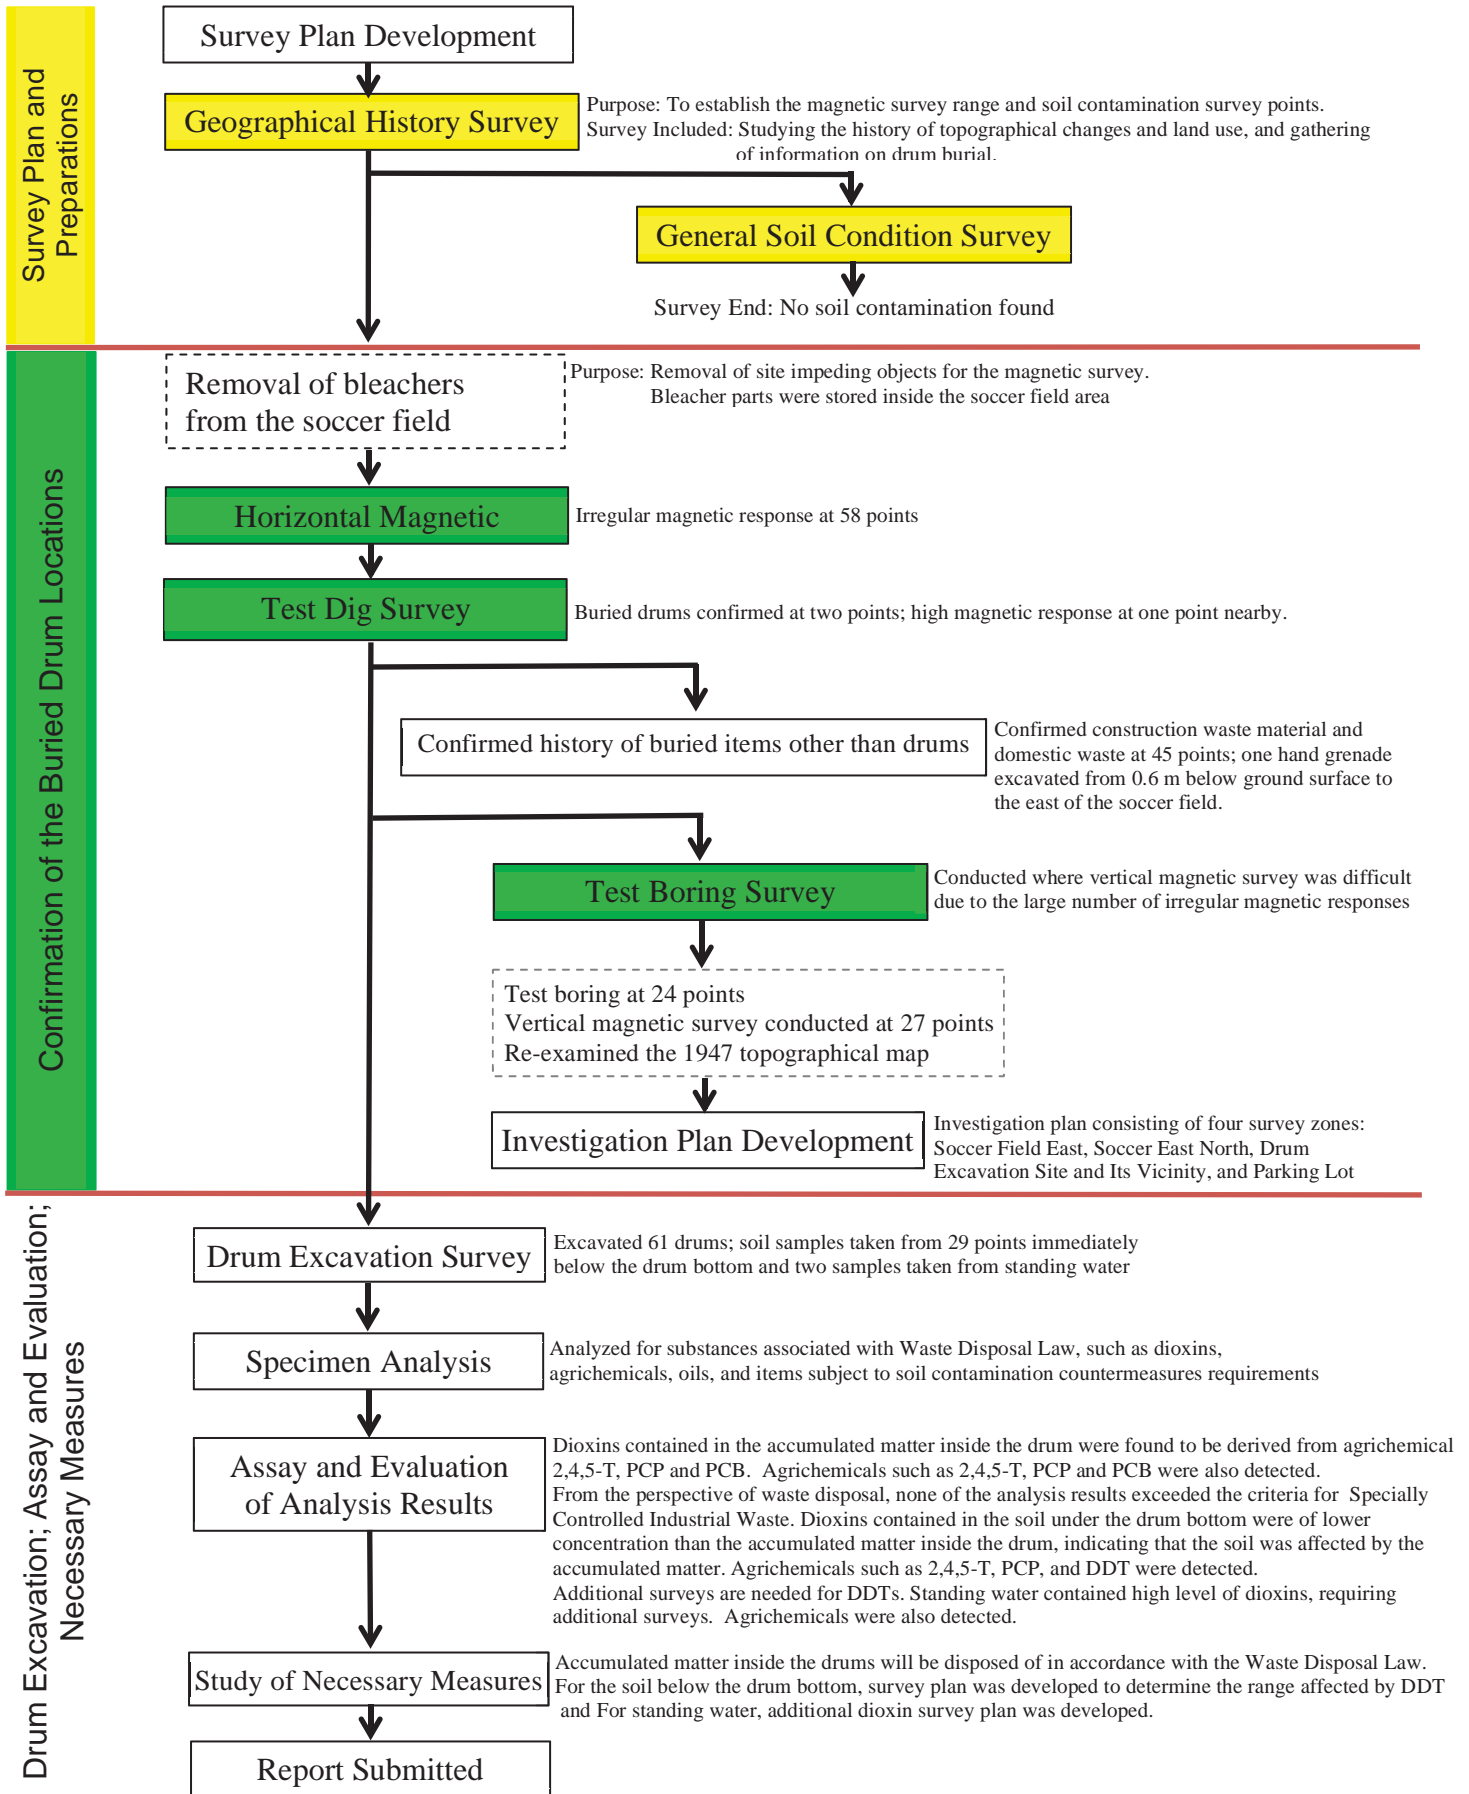 Survey Plan and
Preparations
Survey Plan Development
Geographical History Survey
Purpose: To establish the magnetic survey range and soil contamination survey points.
Survey Included: Studying the history of topographical changes and land use, and gathering
of information on drum burial.
General Soil Condition Survey
Survey End: No soil contamination found
Confirmation of the Buried Drum Locations
Removal of bleachers
from the soccer field
Purpose: Removal of site impeding objects for the magnetic survey.
Bleacher parts were stored inside the soccer field area
Horizontal Magnetic
Irregular magnetic response at 58 points
Test Dig Survey
Buried drums confirmed at two points; high magnetic response at one point nearby.
Confirmed history of buried items other than drums
Confirmed construction waste material and
domestic waste at 45 points; one hand grenade
excavated from 0.6 m below ground surface to
the east of the soccer field.
Test Boring Survey
Conducted where vertical magnetic survey was difficult
due to the large number of irregular magnetic responses
Test boring at 24 points
Vertical magnetic survey conducted at 27 points
Re-examined the 1947 topographical map
Investigation Plan Development
Investigation plan consisting of four survey zones:
Soccer Field East, Soccer East North, Drum
Excavation Site and Its Vicinity, and Parking Lot
Drum Excavation; Assay and Evaluation;
Necessary Measures
Drum Excavation Survey
Excavated 61 drums; soil samples taken from 29 points immediately
below the drum bottom and two samples taken from standing water
Specimen Analysis
Analyzed for substances associated with Waste Disposal Law, such as dioxins,
agrichemicals, oils, and items subject to soil contamination countermeasures requirements
Assay and Evaluation
of Analysis Results
Dioxins contained in the accumulated matter inside the drum were found to be derived from agrichemical
2,4,5-T, PCP and PCB. Agrichemicals such as 2,4,5-T, PCP and PCB were also detected.
From the perspective of waste disposal, none of the analysis results exceeded the criteria for Specially
Controlled Industrial Waste. Dioxins contained in the soil under the drum bottom were of lower
concentration than the accumulated matter inside the drum, indicating that the soil was affected by the
accumulated matter. Agrichemicals such as 2,4,5-T, PCP, and DDT were detected.
Additional surveys are needed for DDTs. Standing water contained high level of dioxins, requiring
additional surveys. Agrichemicals were also detected.
Study of Necessary Measures
Accumulated matter inside the drums will be disposed of in accordance with the Waste Disposal Law.
For the soil below the drum bottom, survey plan was developed to determine the range affected by DDT
and For standing water, additional dioxin survey plan was developed.
Report Submitted